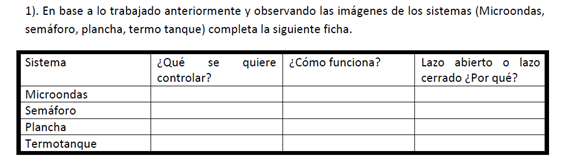 1). En base a lo trabajado anteriormente y observando las imágenes de los sistemas (Microondas,
semáforo, plancha, termo tanque) completa la siguiente ficha.
Sistema
¿Qué se quiere
controlar?
¿Cómo funciona?
Lazo abierto o lazo
cerrado ¿Por qué?
Microondas
Semáforo
Plancha
Termotanque